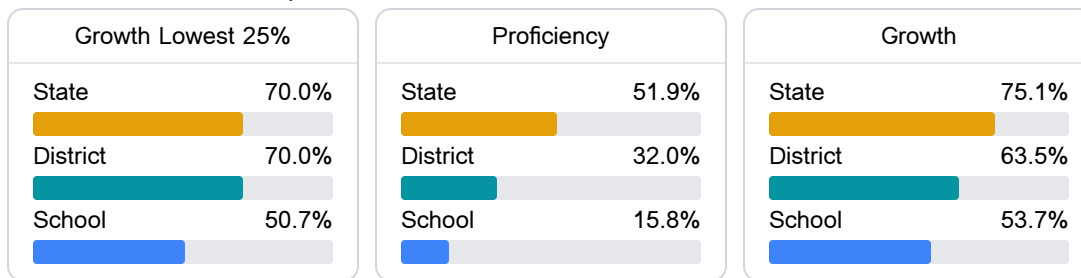 Growth Lowest 25%
State 70.0%
District 70.0%
School 50.7%
Proficiency
State 51.9%
District 32.0%
School 15.8%
Growth
State 75.1%
District 63.5%
School 53.7%